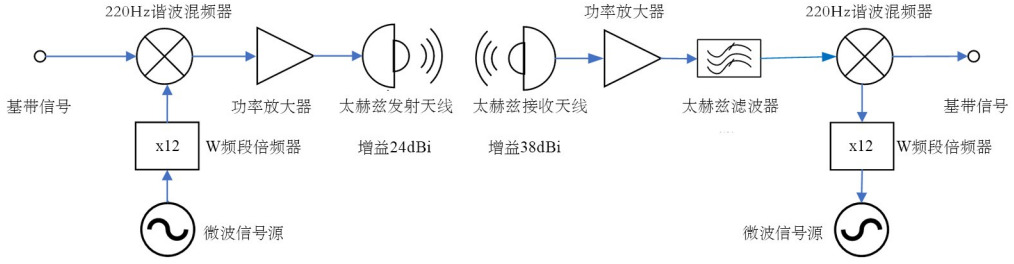 220Hz谐波混频器
功率放大器
220Hz谐波混频器
基带信号
功率放大器
太赫兹发射天线
太赫兹接收天线
太赫兹滤波器
基带信号
x12
W频段倍频器
增益24dBi
增益38dBi
x12
W频段倍频器
微波信号源
微波信号源